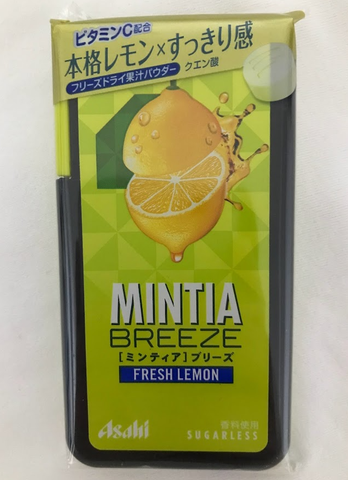 ビタミンC配合
本格レモン×すっきり感
フリーズドライ果汁パウダー クエン酸
MINTIA
BREEZE
[ミンティア]ブリーズ
FRESH LEMON
香料使用
Asahi SUGARLESS